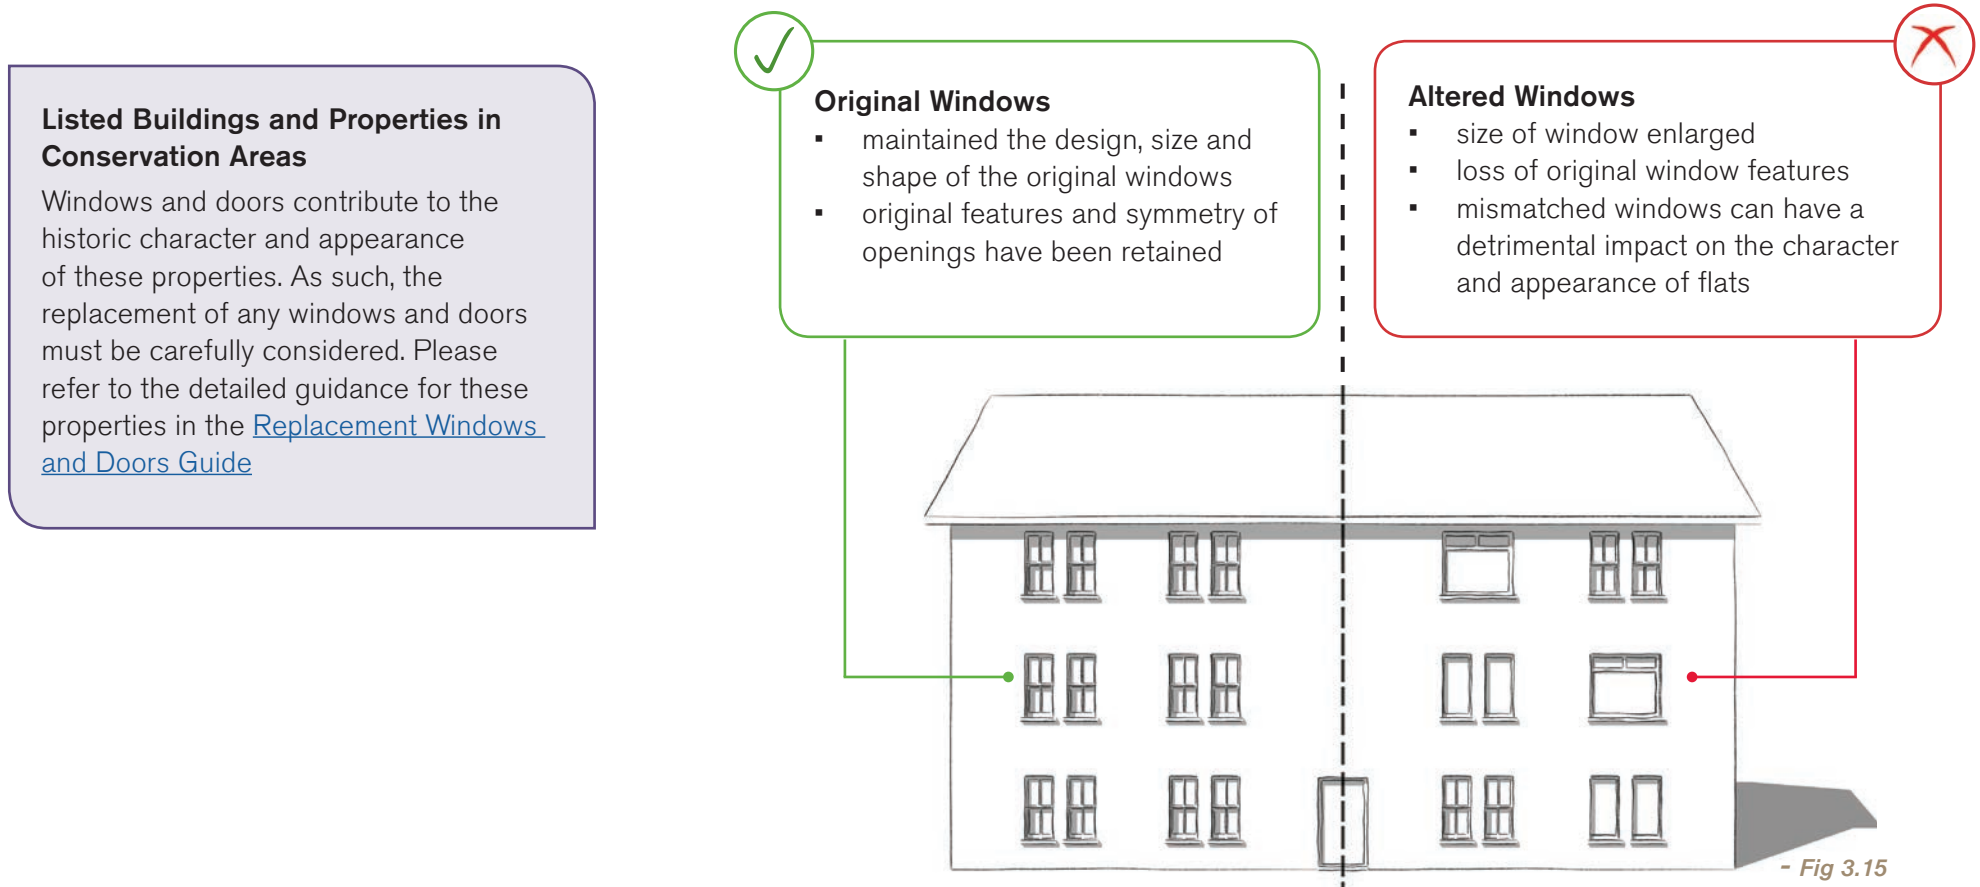 Listed Buildings and Properties in
Conservation Areas
Windows and doors contribute to the
historic character and appearance
of these properties. As such, the
replacement of any windows and doors
must be carefully considered. Please
refer to the detailed guidance for these
properties in the Replacement Windows
and Doors Guide
Original Windows
▪ maintained the design, size and
shape of the original windows
▪ original features and symmetry of
openings have been retained
Altered Windows
▪ size of window enlarged
▪ loss of original window features
▪ mismatched windows can have a
detrimental impact on the character
and appearance of flats
- Fig 3.15